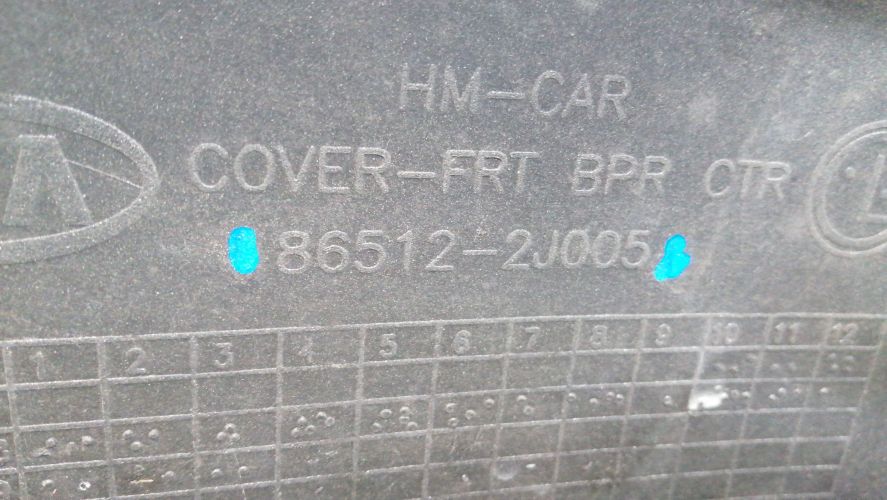 HM-CAR
COVER-FRT BPR CTR
86512-2J005
1 2 3 4 5 6 7 8 9 10 11 12